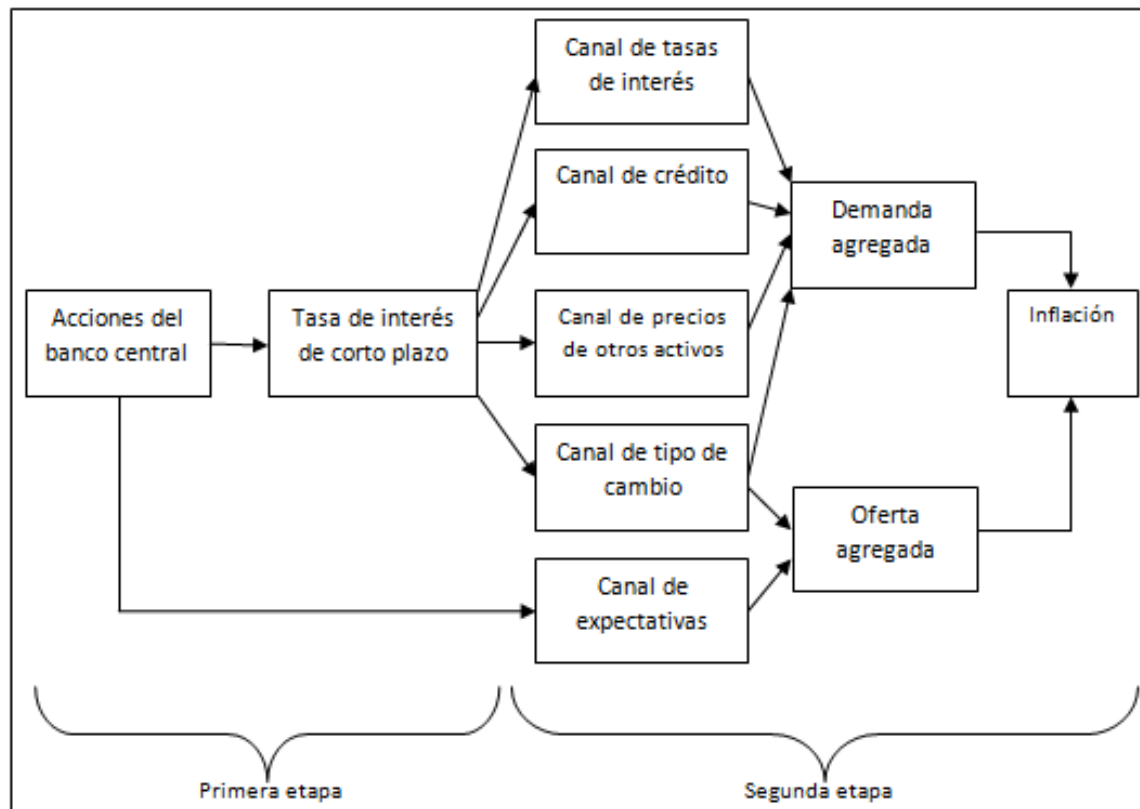 Canal de tasas
de interés
Canal de crédito
Demanda
agregada
Acciones del
banco central
Tasa de interés
de corto plazo
Canal de precios
de otros activos
Inflación
Canal de tipo de
cambio
Oferta
agregada
Canal de
expectativas
Primera etapa
Segunda etapa